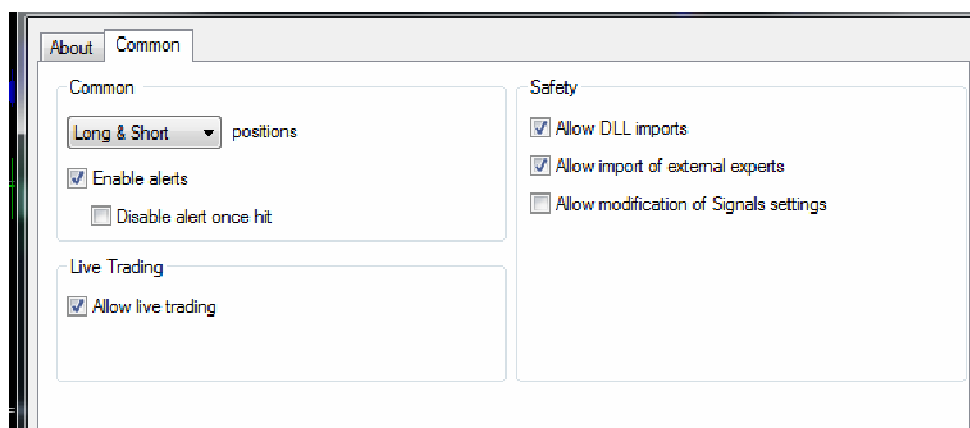 About
Common
Common
Long & Short
positions
Enable alerts
Disable alert once hit
Live Trading
Allow live trading
Safety
Allow DLL imports
Allow import of external experts
Allow modification of Signals settings